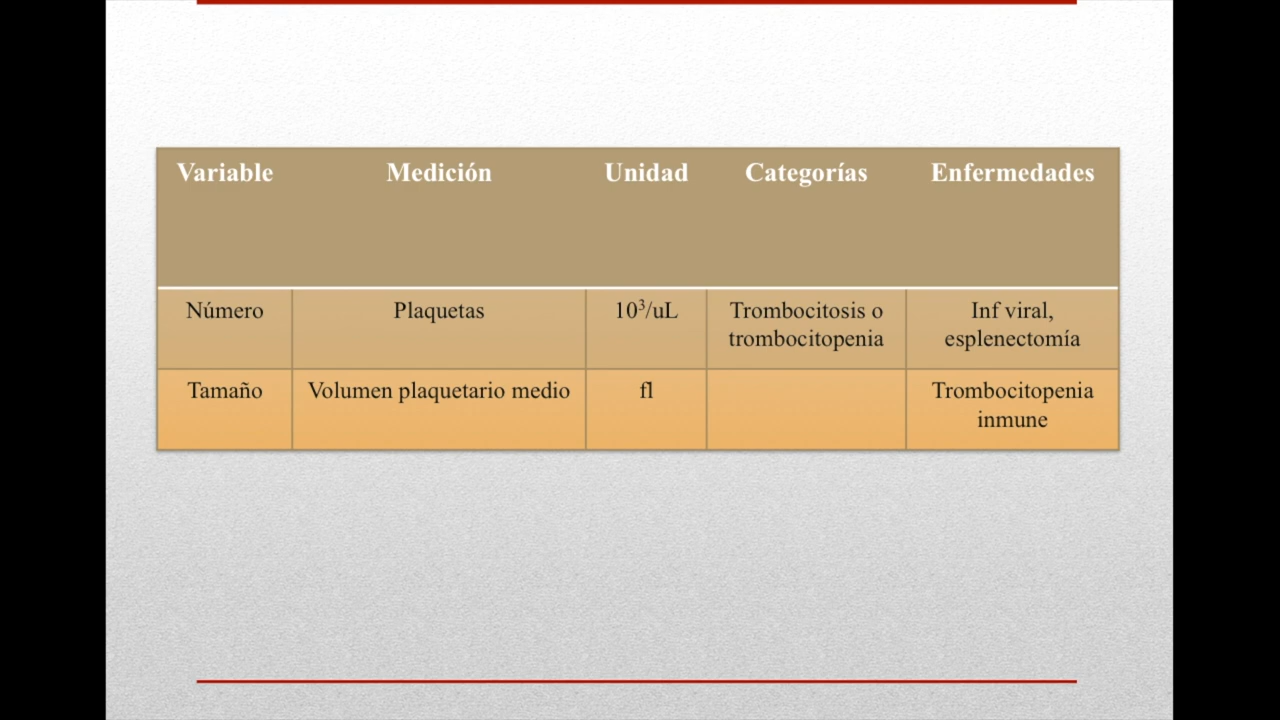 Variable Medición Unidad Categorías Enfermedades
Número Plaquetas 10³/uL Trombocitosis o trombocitopenia Inf viral, esplenectomía
Tamaño Volumen plaquetario medio fl Trombocitopenia inmune